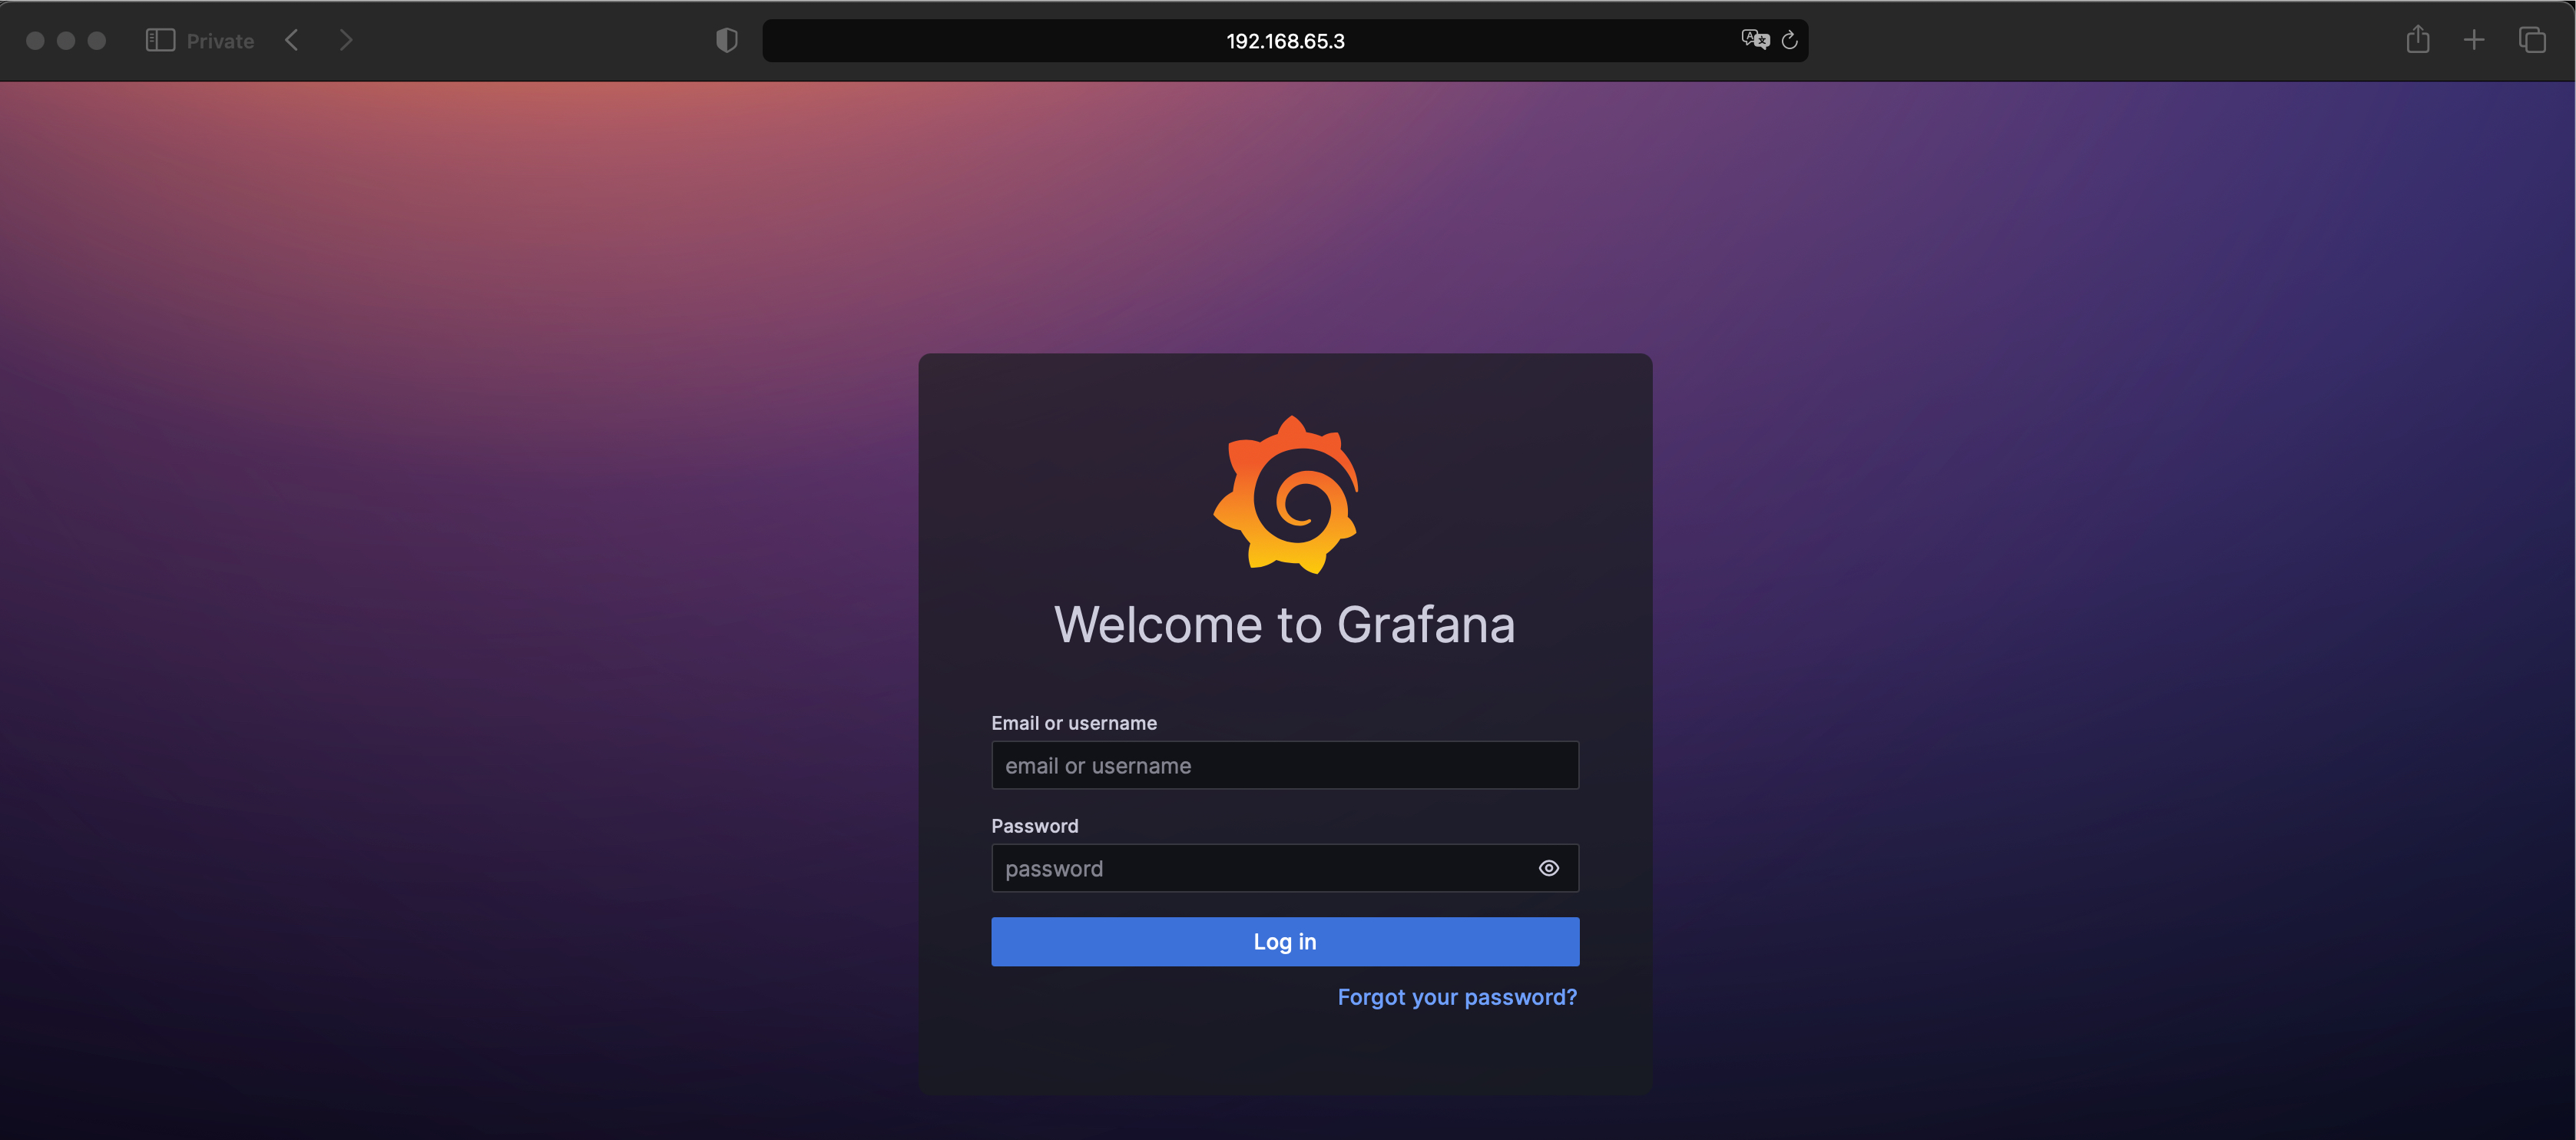 Private
192.168.65.3
Welcome to Grafana
Email or username
email or username
Password
password
Log in
Forgot your password?